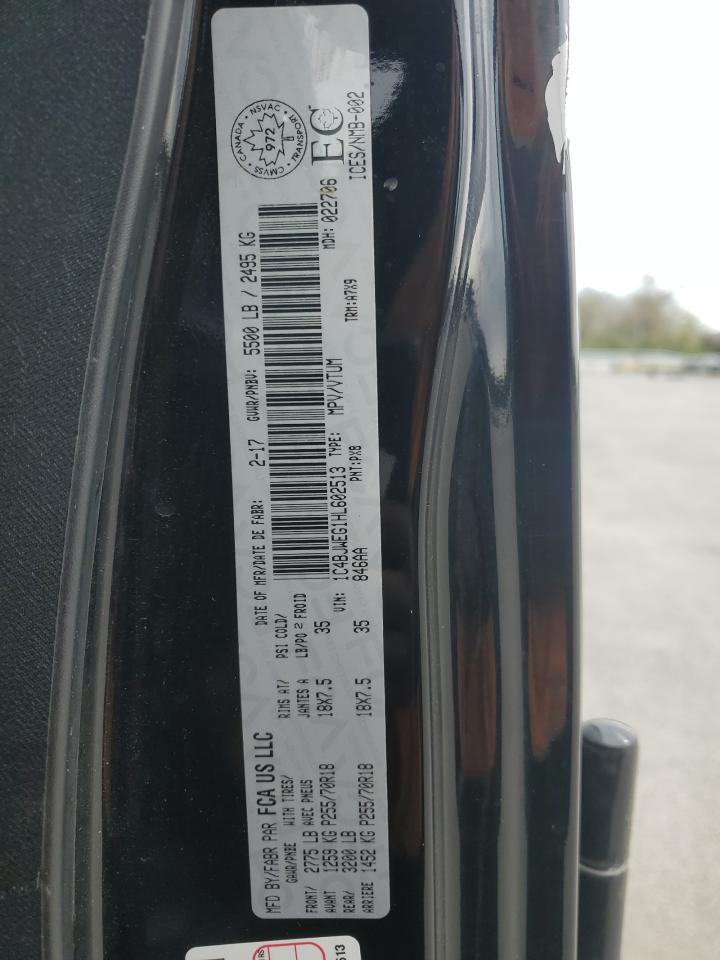 MFD BY/FABR PAR FCA US LLC
DATE OF MFR/DATE DE FABR: 2-17 GVWR/PNBV: 5500 LB / 2495 KG
GAWR/PNBE WITH TIRES/ AVEC PNEUS
RIMS AT/ JANTES A
PSI COLD/ LB/PO2 FROID
FRONT/ 2775 LB
AVANT 1259 KG P255/70R18 18X7.5 35
REAR/ 3200 LB
ARRIERE 1452 KG P255/70R18 18X7.5 35
VIN: 1C4BJWEG1HL602513 TYPE: MPV/VTUM MDH: 022706
846AA PNT:PX8 TRM:A7X9
CANADA NSVAC TRANSPORT CMVSS
972
EC
ICES/NMB-002
513